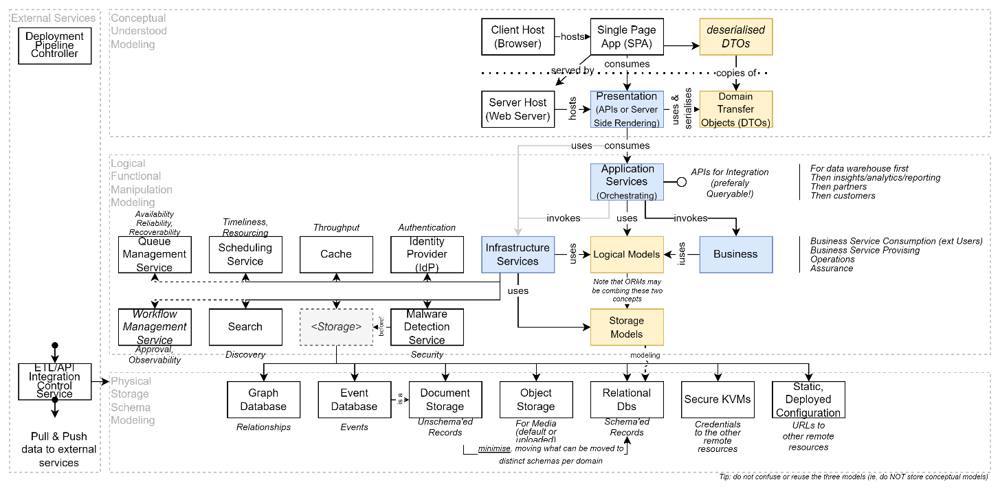 External Services
Deployment
Pipeline
Controller
Conceptual
Understood
Modeling
Client Host
(Browser)
hosts
Single Page
App (SPA)
deserialised
DTOs
served by
consumes
copies of
Server Host
(Web Server)
hosts
Presentation
(APIs or Server
Side Rendering)
uses &
serialises
Domain
Transfer
Objects (DTOs)
uses
consumes
Logical
Functional
Manipulation
Modeling
Application
Services
(Orchestrating)
APIs for Integration
(preferaly
Queryable!)
For data warehouse first
Then insights/analytics/reporting
Then partners
Then customers
invokes
uses
invokes
Availability
Reliability,
Recoverability
Queue
Management
Service
Timeliness,
Resourcing
Scheduling
Service
Throughput
Cache
Authentication
Identity
Provider
(IdP)
Infrastructure
Services
uses
Logical Models
iuses
Business
Business Service Consumption (ext Users)
Business Service Provising
Operations
Assurance
uses
Note that ORMs may
be combing these two
concepts
Workflow
Management
Service
Approval,
Observability
Search
Discovery
<Storage>
before!
Malware
Detection
Service
Security
Storage
Models
modeling
ETL/API
Integration
Control
Service
Pull & Push
data to external
services
Physical
Storage
Schema
Modeling
Graph
Database
Relationships
Event
Database
Events
is a
Document
Storage
Unschema'ed
Records
Object
Storage
For Media
(default or
uploaded)
Relational
Dbs
Schema'ed
Records
Secure KVMs
Credentials
to the other
remote
resources
Static,
Deployed
Configuration
URLs to
other remote
resources
minimise. moving what can be moved to
distinct schemas per domain
Tip: do not confuse or reuse the three models (ie, do NOT store conceptual models)